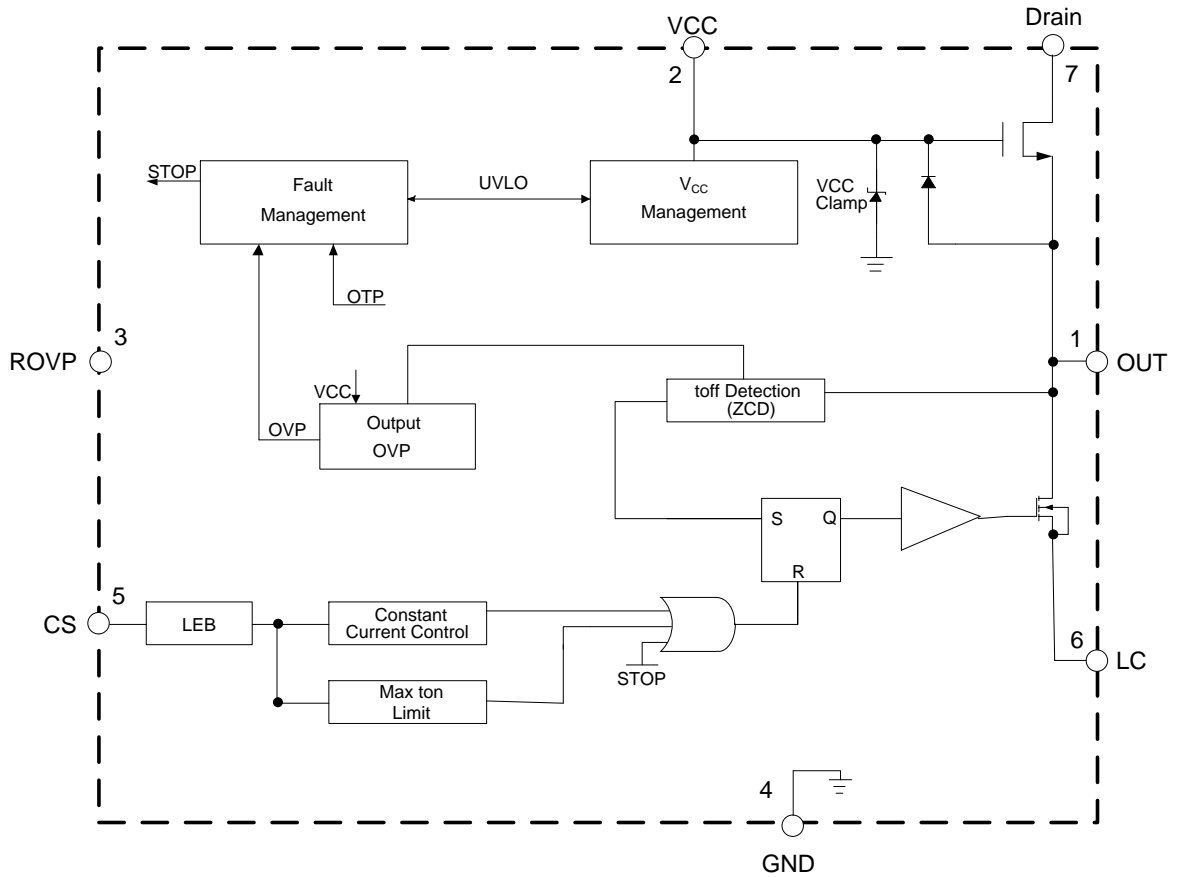 VCC
Drain
2
7
STOP
Fault
Management
UVLO
VCC
Management
VCC
Clamp
OTP
3
ROVP
1
OUT
VCC
toff Detection
(ZCD)
OVP
Output
OVP
S
Q
R
5
CS
LEB
Constant
Current Control
STOP
6
LC
Max ton
Limit
4
GND